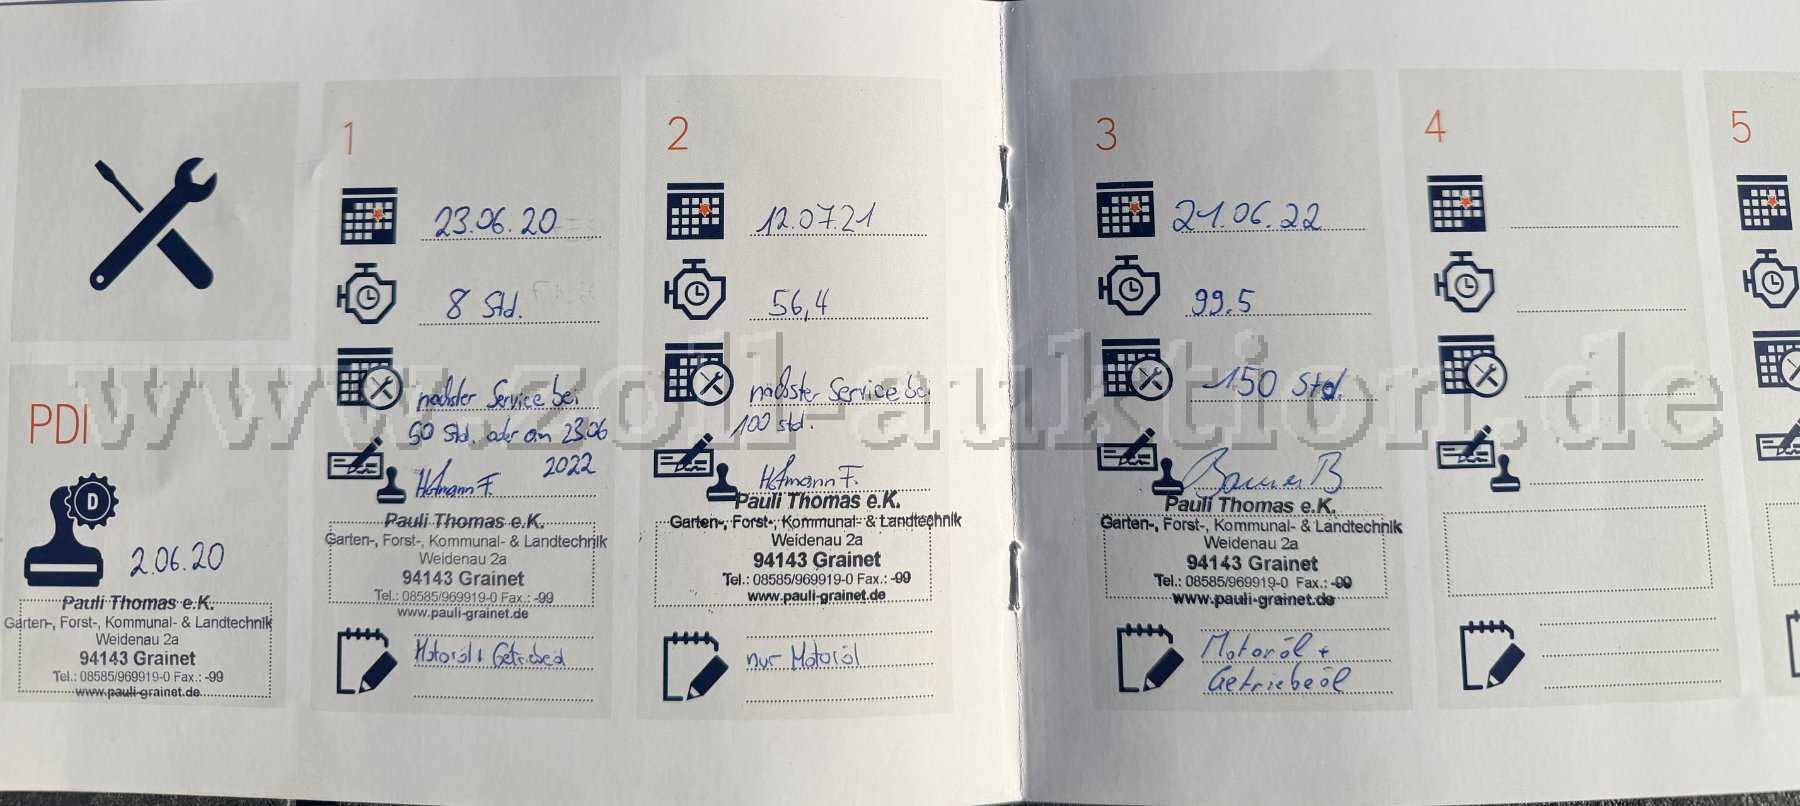 PDI
D
2.06.20
Pauli Thomas e.K.
Garten-, Forst-, Kommunal- & Landtechnik
Weidenau 2a
94143 Grainet
Tel.: 08585/969919-0 Fax.: -99
www.pauli-grainet.de
1
23.06.20
8 Std.
nächster Service bei
50 Std. oder am 23.06
2022
Hofmann F.
Pauli Thomas e.K.
Garten-, Forst-, Kommunal- & Landtechnik
Weidenau 2a
94143 Grainet
Tel.: 08585/969919-0 Fax.: -99
www.pauli-grainet.de
Motoröl +
2
12.07.21
56,4
nächster Service bei
100 Std.
Hofmann F.
Pauli Thomas e.K.
Garten-, Forst-, Kommunal- & Landtechnik
Weidenau 2a
94143 Grainet
Tel.: 08585/969919-0 Fax.: -99
www.pauli-grainet.de
nur Motoröl
3
21.06.22
99.5
150 Std.
Pauli Thomas e.K.
Garten-, Forst-, Kommunal- & Landtechnik
Weidenau 2a
94143 Grainet
Tel.: 08585/969919-0 Fax.: -99
www.pauli-grainet.de
Motoröl +
Getriebeöl
4
5
www.zoll-auktion.de